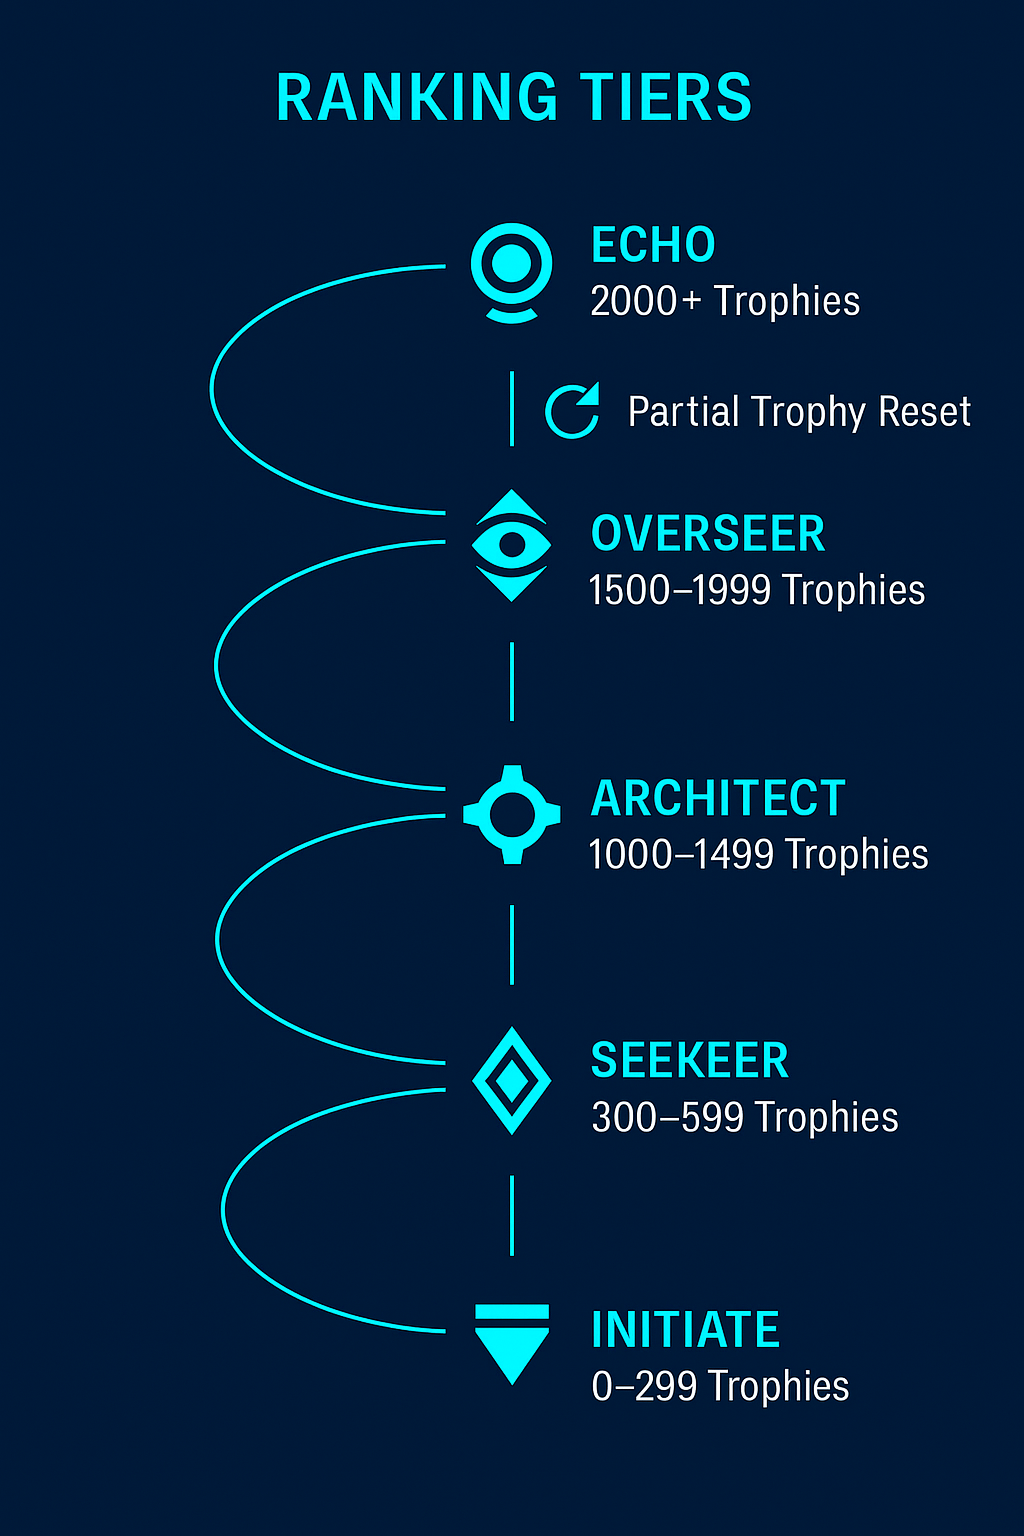 RANKING TIERS
ECHO
2000+ Trophies
Partial Trophy Reset
OVERSEER
1500–1999 Trophies
ARCHITECT
1000–1499 Trophies
SEEKEER
300–599 Trophies
INITIATE
0–299 Trophies